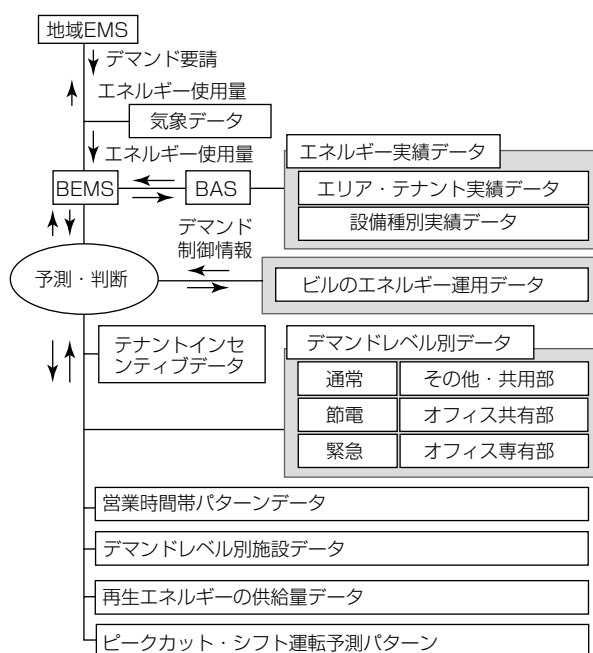 地域EMS
デマンド要請
エネルギー使用量
気象データ
エネルギー使用量
エネルギー実績データ
BEMS
BAS
エリア・テナント実績データ
設備種別実績データ
デマンド
制御情報
予測・判断
ビルのエネルギー運用データ
テナントインセ
ンティブデータ
デマンドレベル別データ
通常
その他・共用部
節電
オフィス共有部
緊急
オフィス専有部
営業時間帯パターンデータ
デマンドレベル別施設データ
再生エネルギーの供給量データ
ピークカット・シフト運転予測パターン